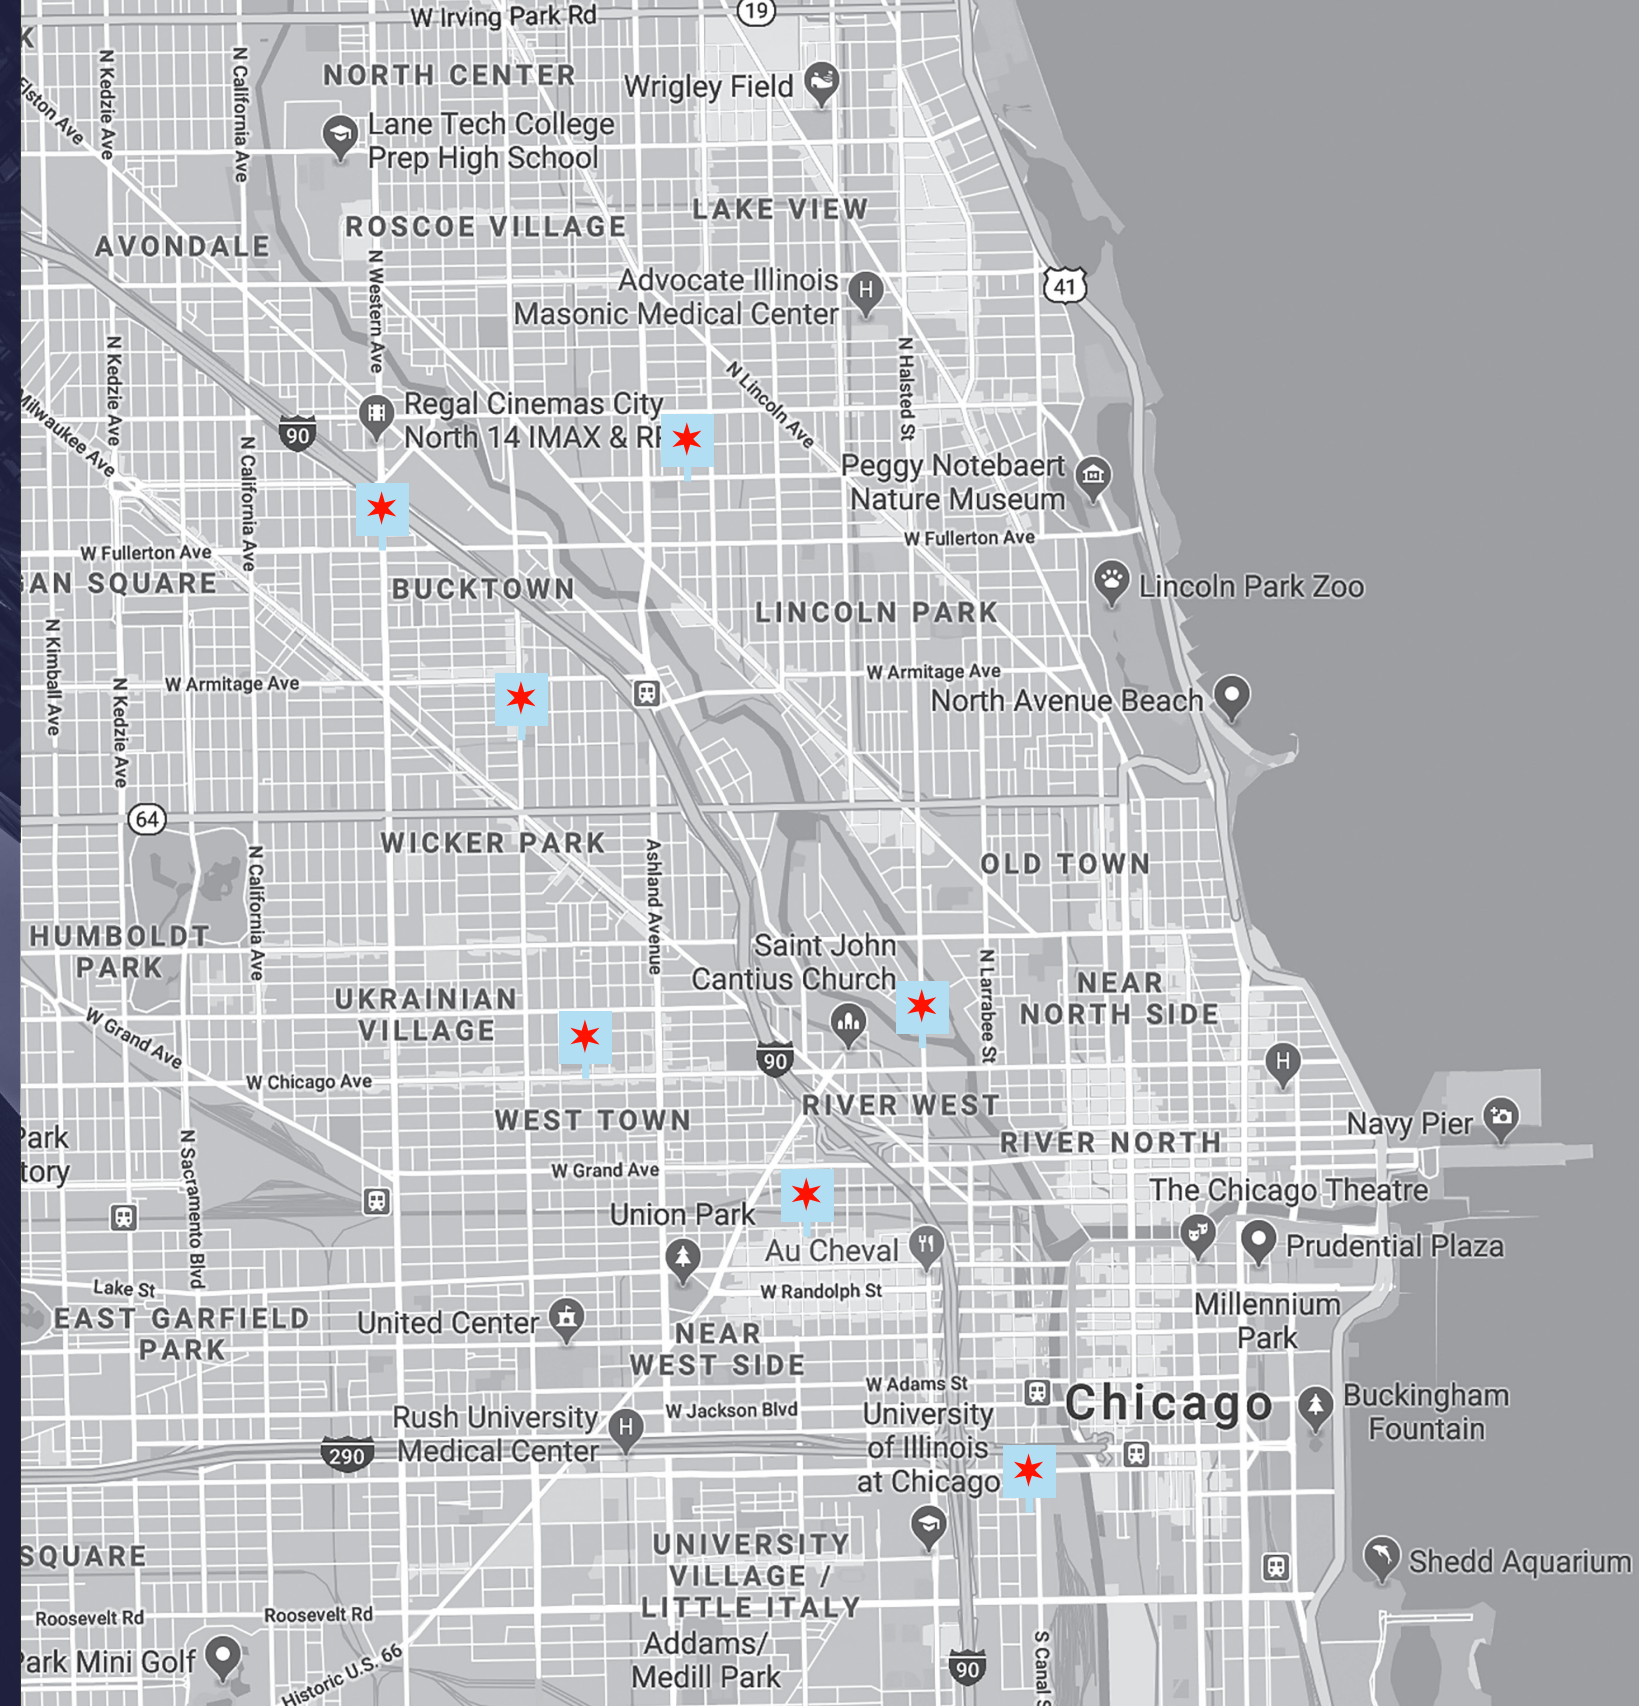 W Irving Park Rd
19
K
N Kedzie Ave
N California Ave
Elston Ave
NORTH CENTER
Wrigley Field
Lane Tech College
Prep High School
LAKE VIEW
ROSCOE VILLAGE
AVONDALE
N Western Ave
Advocate Illinois
Masonic Medical Center
H
41
N Kedzie Ave
N Halsted St
N Lincoln Ave
Milwaukee Ave
Regal Cinemas City
North 14 IMAX & RP
90
N California Ave
Peggy Notebaert
Nature Museum
W Fullerton Ave
W Fullerton Ave
GAN SQUARE
BUCKTOWN
Lincoln Park Zoo
LINCOLN PARK
N Kimball Ave
N Kedzie Ave
W Armitage Ave
W Armitage Ave
North Avenue Beach
64
WICKER PARK
N California Ave
Ashland Avenue
OLD TOWN
HUMBOLDT
PARK
Saint John
Cantius Church
N Larrabee St
NEAR
NORTH SIDE
UKRAINIAN
VILLAGE
W Grand Ave
90
H
W Chicago Ave
WEST TOWN
RIVER WEST
RIVER NORTH
Navy Pier
Park
tory
N Sacramento Blvd
W Grand Ave
The Chicago Theatre
Union Park
Au Cheval
Prudential Plaza
Lake St
W Randolph St
EAST GARFIELD
PARK
United Center
NEAR
WEST SIDE
Millennium
Park
W Adams St
W Jackson Blvd
Chicago
Buckingham
Fountain
Rush University
Medical Center
H
University
of Illinois
at Chicago
290
UNIVERSITY
VILLAGE /
LITTLE ITALY
SQUARE
Shedd Aquarium
Roosevelt Rd
Roosevelt Rd
Addams/
Medill Park
Park Mini Golf
Historic U.S. 66
90
S Canal S